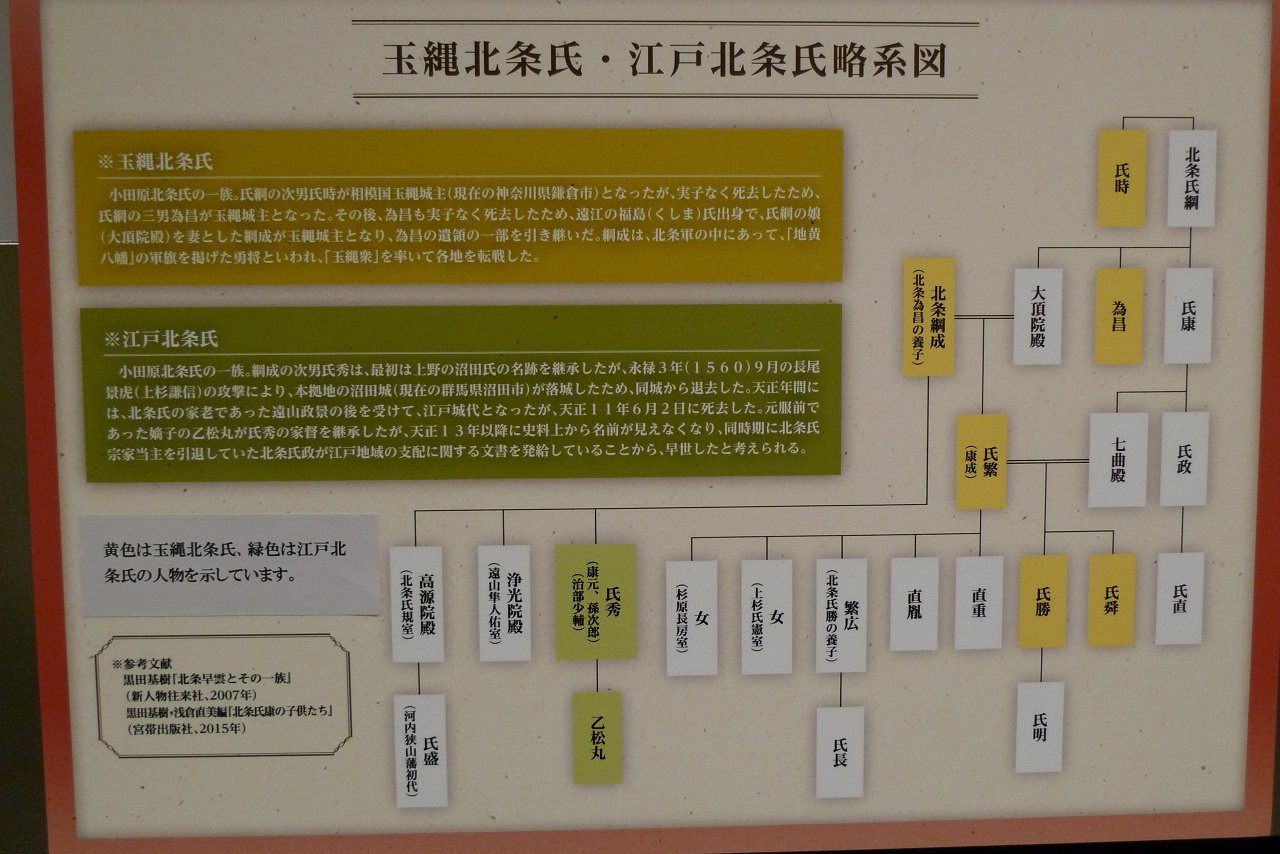 玉縄北条氏・江戸北条氏略系図
※玉縄北条氏
小田原北条氏の一族。氏綱の次男氏時が相模国玉縄城主(現在の神奈川県鎌倉市)となったが、実子なく死去したため、
氏綱の三男為昌が玉縄城主となった。その後、為昌も実子なく死去したため、遠江の福島(くしま)氏出身で、氏綱の娘
(大頂院殿)を妻とした綱成が玉縄城主となり、為昌の遺領の一部を引き継いだ。綱成は、北条軍の中にあって、「地黄
八幡」の軍旗を掲げた勇将といわれ、「玉縄衆」を率いて各地を転戦した。
※江戸北条氏
小田原北条氏の一族。綱成の次男氏秀は、最初は上野の沼田氏の名跡を継承したが、永禄3年(1560)9月の長尾
景虎(上杉謙信)の攻撃により、本拠地の沼田城(現在の群馬県沼田市)が落城したため、同城から退去した。天正年間に
は、北条氏の家老であった遠山政景の後を受けて、江戸城代となったが、天正11年6月2日に死去した。元服前で
あった嫡子の乙松丸が氏秀の家督を継承したが、天正13年以降に史料上から名前が見えなくなり、同時期に北条氏
宗家当主を引退していた北条氏政が江戸地域の支配に関する文書を発給していることから、早世したと考えられる。
黄色は玉縄北条氏、緑色は江戸北
条氏の人物を示しています。
※参考文献
黒田基樹『北条早雲とその一族』
(新人物往来社、2007年)
黒田基樹・浅倉直美編『北条氏康の子供たち』
(宮帯出版社、2015年)
北条氏綱
氏時
氏康
為昌
大頂院殿
北条綱成
(北条為昌の養子)
氏政
七曲殿
氏繁
(康成)
氏直
氏舜
氏勝
直重
直胤
繁広
(北条氏勝の養子)
女
(上杉氏憲室)
女
(杉原長房室)
氏秀
(康元、孫次郎)
(治部少輔)
浄光院殿
(遠山隼人佑室)
高源院殿
(北条氏規室)
氏明
氏長
乙松丸
氏盛
(河内狭山藩初代)